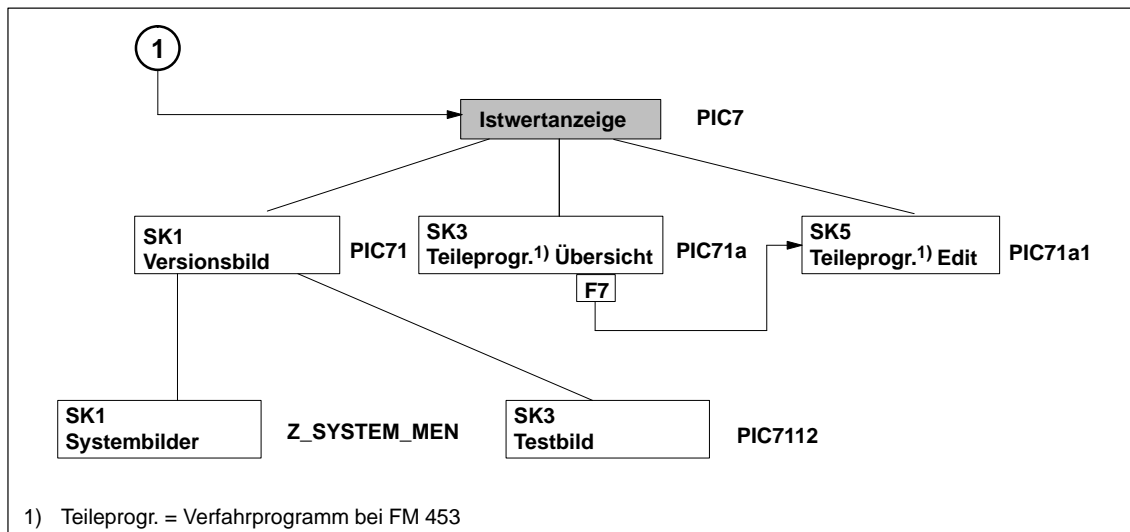 1
Istwertanzeige PIC7
SK1
Versionsbild
PIC71
SK3
Teileprogr.1) Übersicht
PIC71a
F7
SK5
Teileprogr.1) Edit
PIC71a1
SK1
Systembilder
Z_SYSTEM_MEN
SK3
Testbild
PIC7112
1) Teileprogr. = Verfahrprogramm bei FM 453